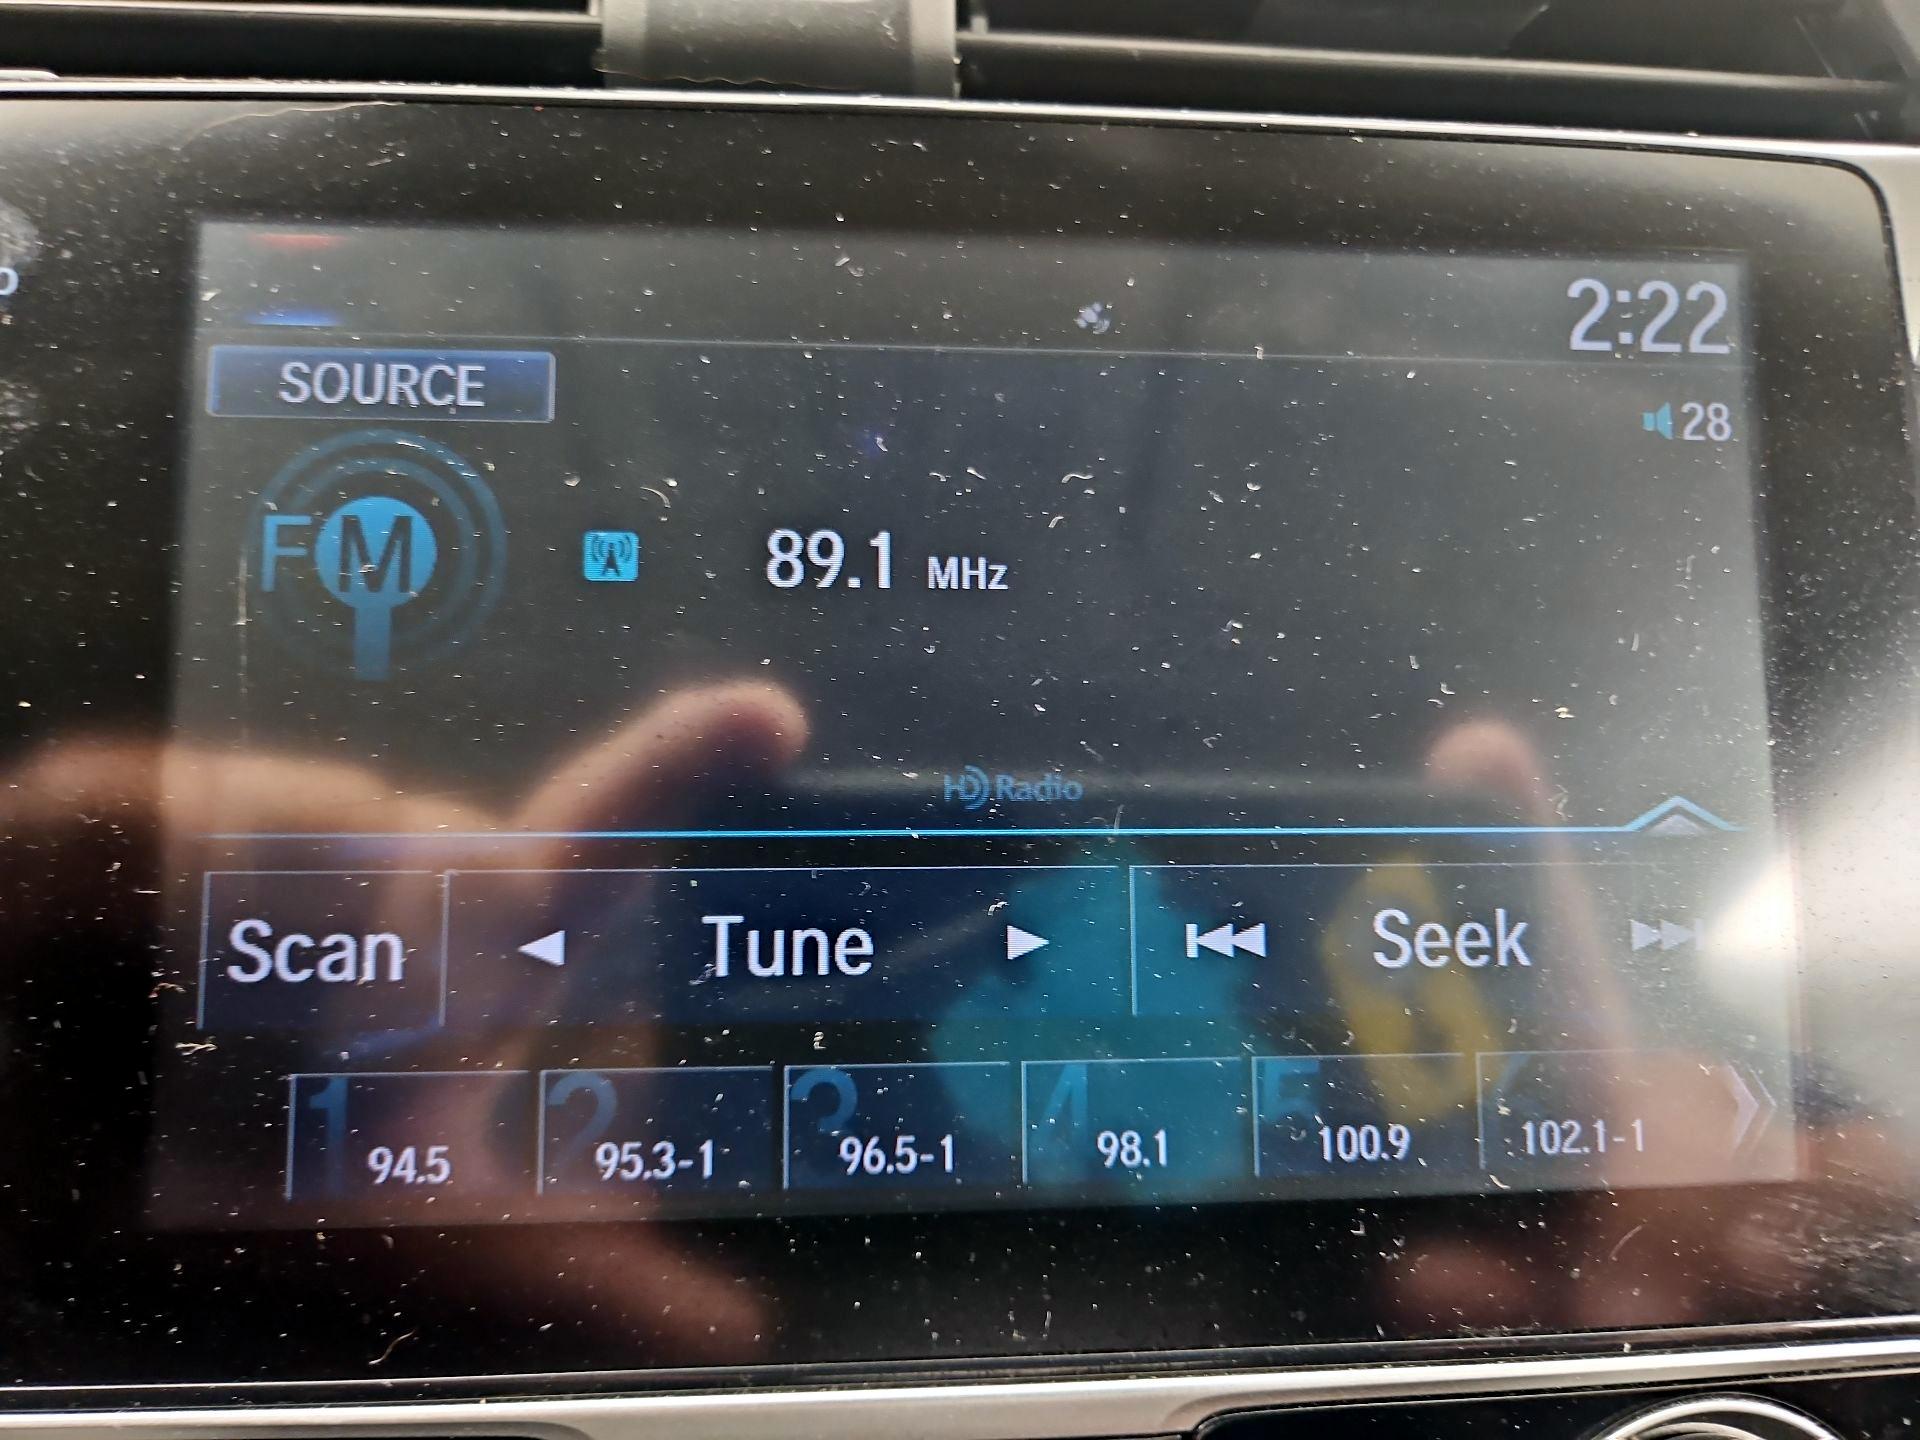 2:22
SOURCE
28
FM
89.1 MHz
HD Radio
Scan
Tune
Seek
1 94.5
2 95.3-1
3 96.5-1
4 98.1
5 100.9
102.1-1